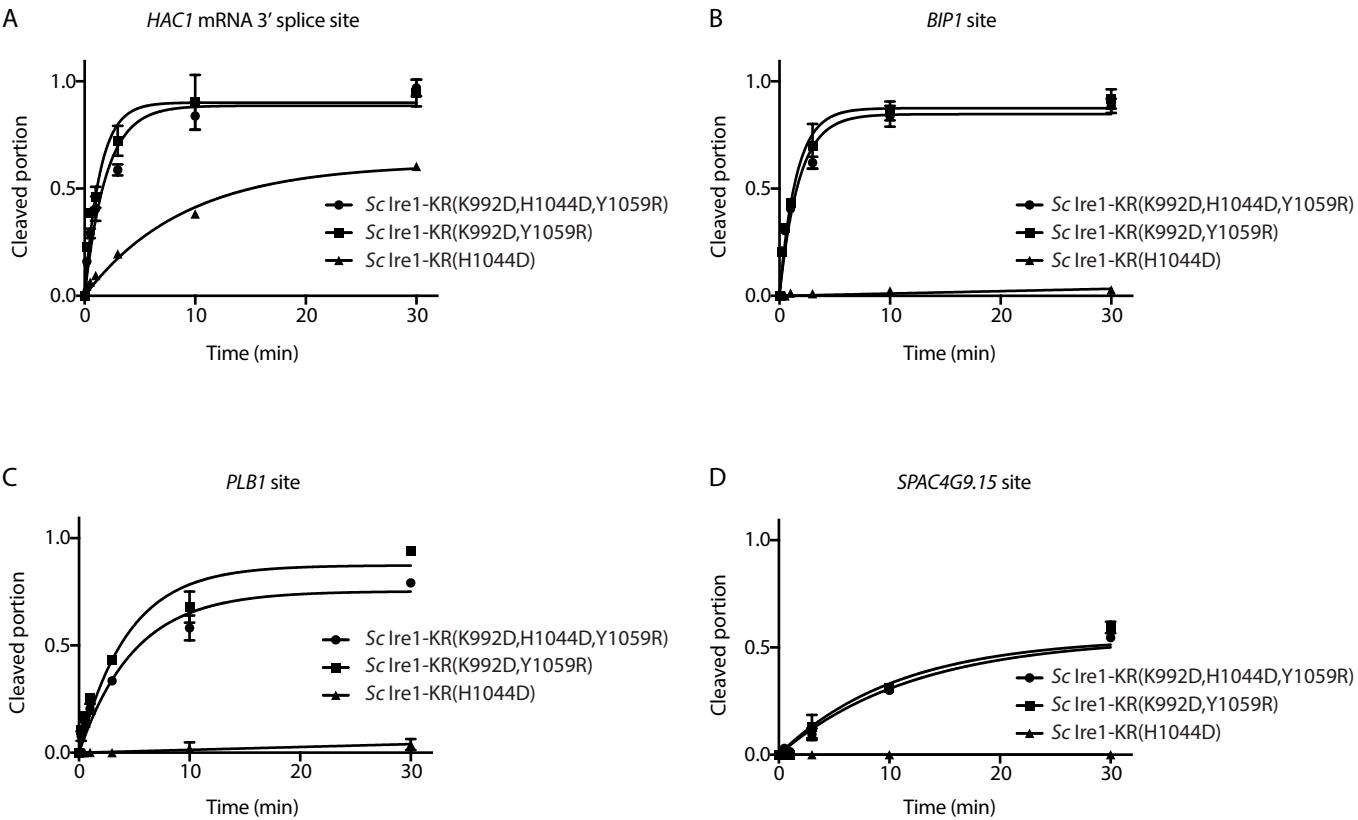 A
HAC1 mRNA 3′ splice site
Cleaved portion
1.0
0.5
0.0
0
10
20
30
Time (min)
Sc Ire1-KR(K992D,H1044D,Y1059R)
Sc Ire1-KR(K992D,Y1059R)
Sc Ire1-KR(H1044D)
B
BIP1 site
Cleaved portion
1.0
0.5
0.0
0
10
20
30
Time (min)
Sc Ire1-KR(K992D,H1044D,Y1059R)
Sc Ire1-KR(K992D,Y1059R)
Sc Ire1-KR(H1044D)
C
PLB1 site
Cleaved portion
1.0
0.5
0.0
0
10
20
30
Time (min)
Sc Ire1-KR(K992D,H1044D,Y1059R)
Sc Ire1-KR(K992D,Y1059R)
Sc Ire1-KR(H1044D)
D
SPAC4G9.15 site
Cleaved portion
1.0
0.5
0.0
0
10
20
30
Time (min)
Sc Ire1-KR(K992D,H1044D,Y1059R)
Sc Ire1-KR(K992D,Y1059R)
Sc Ire1-KR(H1044D)